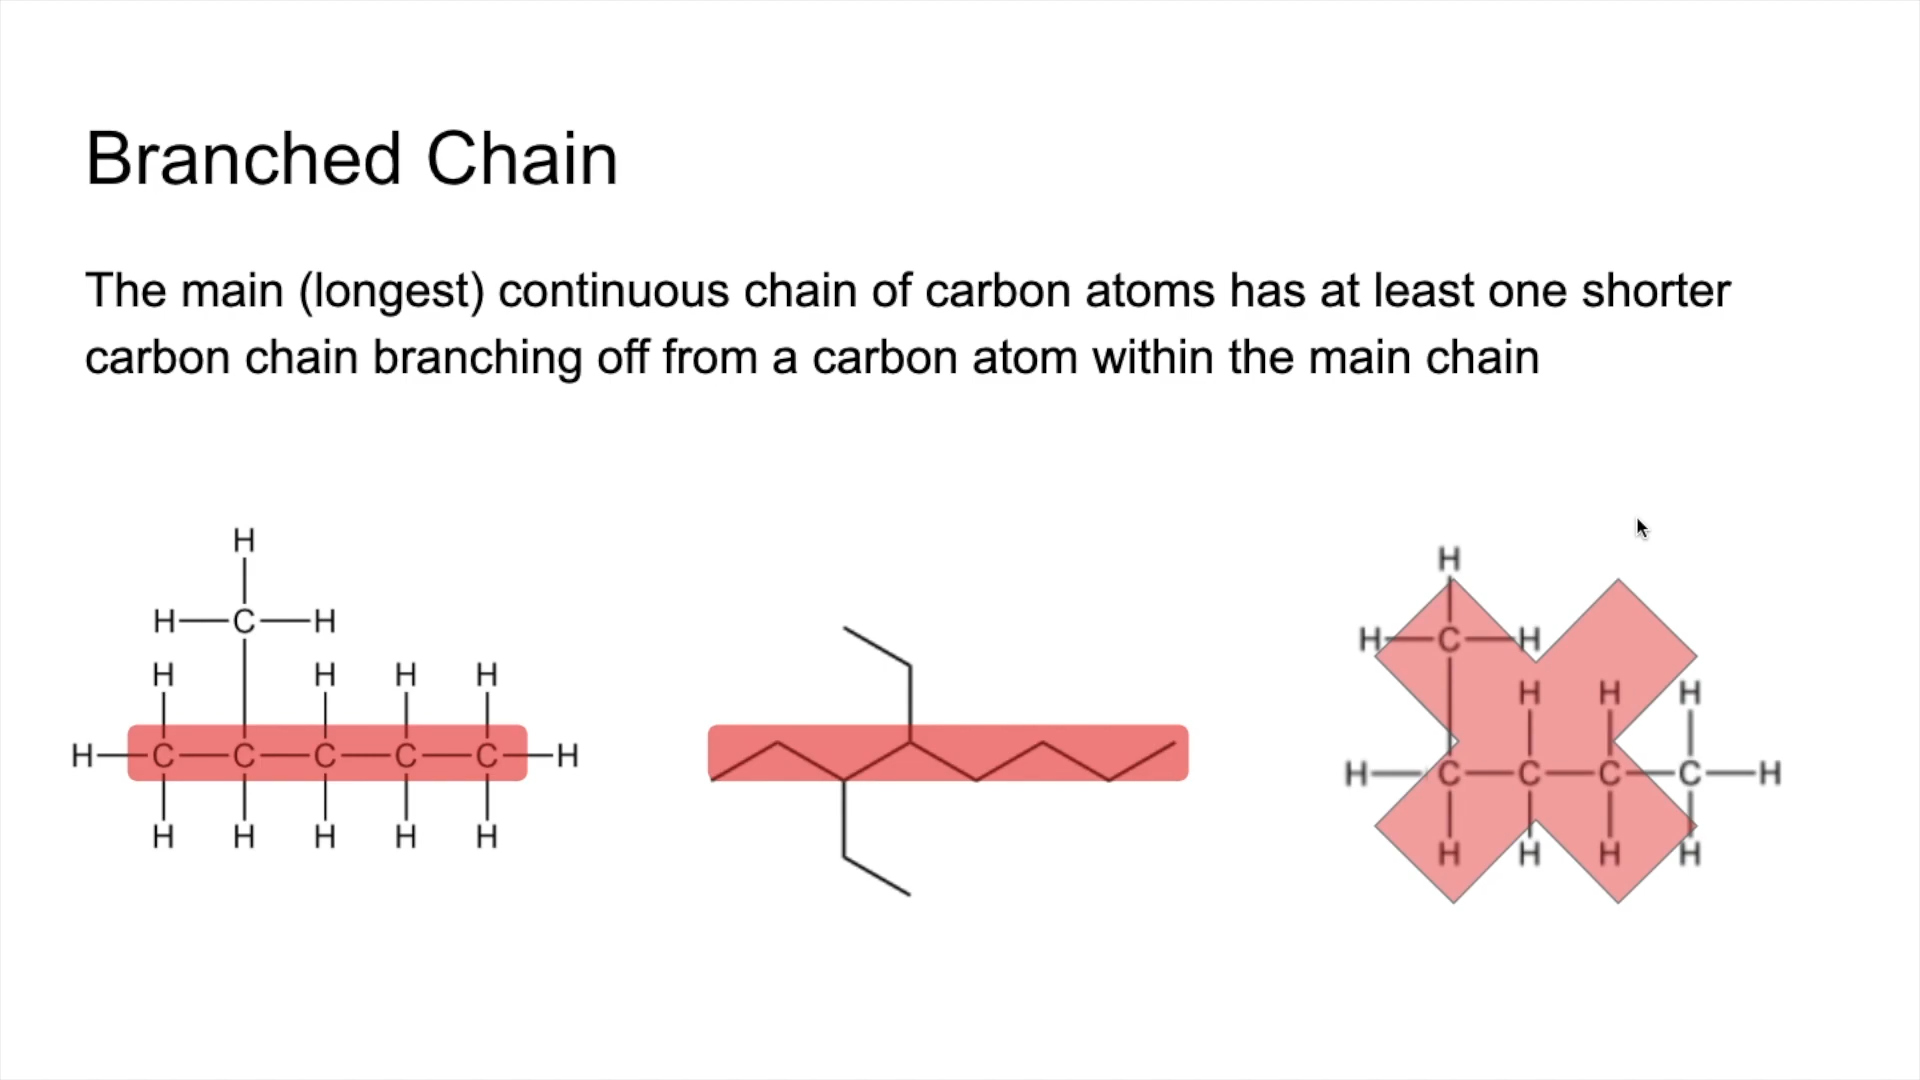 Branched Chain
The main (longest) continuous chain of carbon atoms has at least one shorter
carbon chain branching off from a carbon atom within the main chain
H
H C H
H H H H
H C C C C C H
H H H H H
H
H C H
H H H
H C C C C H
H H H H